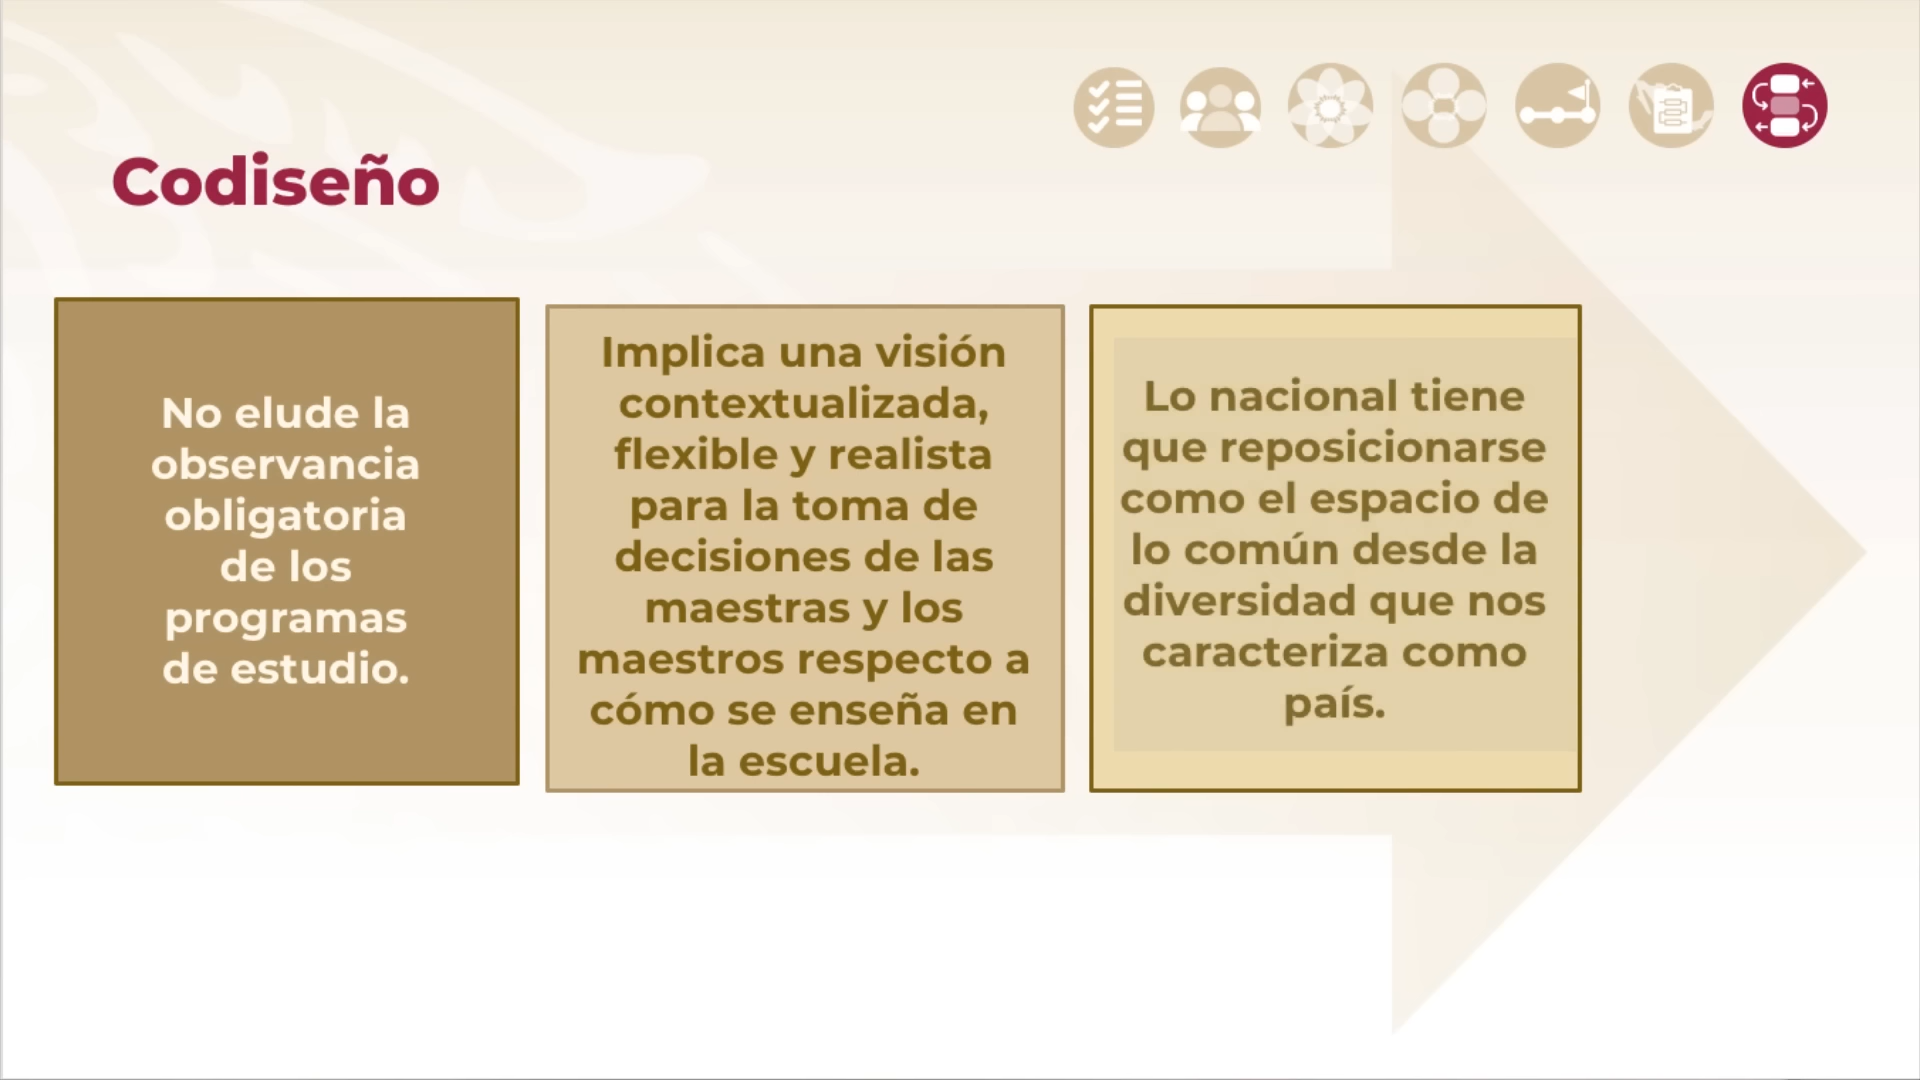 Codiseño
No elude la
observancia
obligatoria
de los
programas
de estudio.
Implica una visión
contextualizada,
flexible y realista
para la toma de
decisiones de las
maestras y los
maestros respecto a
cómo se enseña en
la escuela.
Lo nacional tiene
que reposicionarse
como el espacio de
lo común desde la
diversidad que nos
caracteriza como
país.